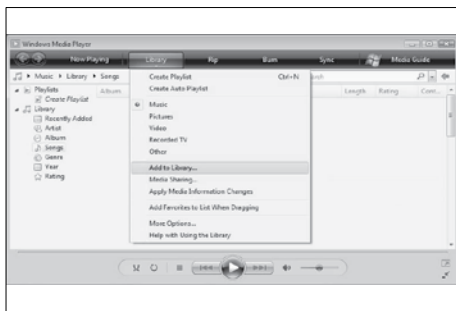 Windows Media Player
Now Playing Library Rip Burn Sync Media Guide
Music Library Songs
Playlists
Create Playlist
Library
Recently Added
Artist
Album
Songs
Genre
Year
Rating
Album
Length Rating
Create Playlist Ctrl+N
Create Auto Playlist
Music
Pictures
Video
Recorded TV
Other
Add to Library...
Media Sharing...
Apply Media Information Changes
Add Favorites to List When Dragging
More Options...
Help with Using the Library